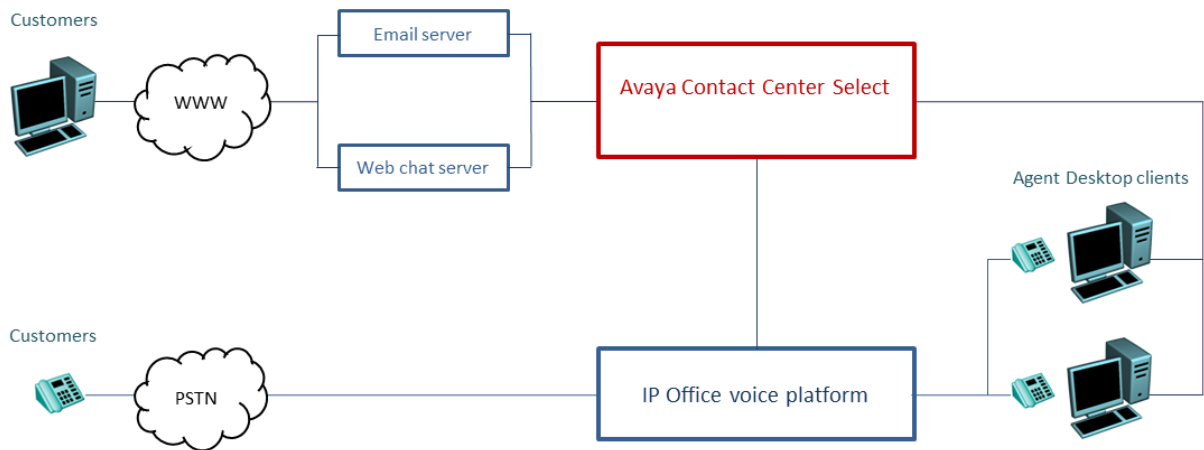 Customers
Email server
WWW
Avaya Contact Center Select
Web chat server
Agent Desktop clients
Customers
PSTN
IP Office voice platform